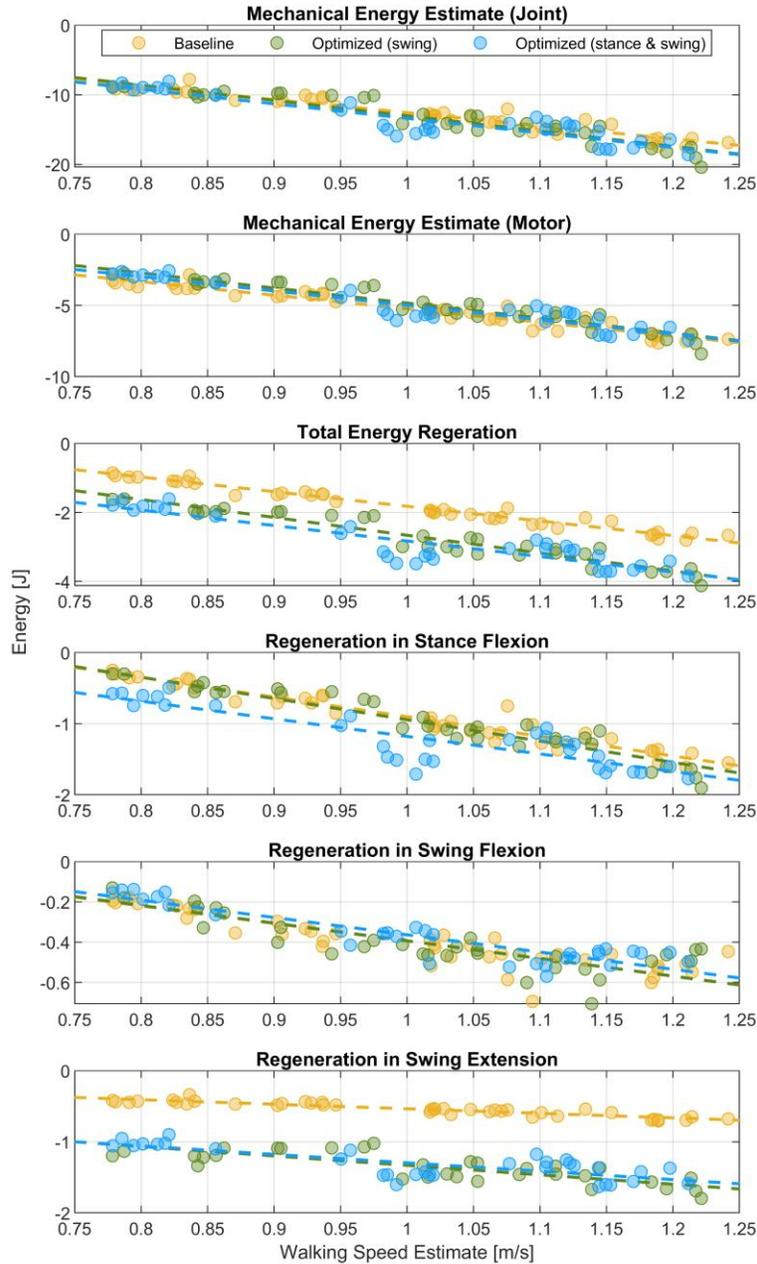 Mechanical Energy Estimate (Joint)
Baseline Optimized (swing) Optimized (stance & swing)
0
-10
-20
0.75 0.8 0.85 0.9 0.95 1 1.05 1.1 1.15 1.2 1.25
Mechanical Energy Estimate (Motor)
0
-5
-10
0.75 0.8 0.85 0.9 0.95 1 1.05 1.1 1.15 1.2 1.25
Total Energy Regeration
0
-2
-4
0.75 0.8 0.85 0.9 0.95 1 1.05 1.1 1.15 1.2 1.25
Energy [J]
Regeneration in Stance Flexion
0
-1
-2
0.75 0.8 0.85 0.9 0.95 1 1.05 1.1 1.15 1.2 1.25
Regeneration in Swing Flexion
0
-0.2
-0.4
-0.6
0.75 0.8 0.85 0.9 0.95 1 1.05 1.1 1.15 1.2 1.25
Regeneration in Swing Extension
0
-1
-2
0.75 0.8 0.85 0.9 0.95 1 1.05 1.1 1.15 1.2 1.25
Walking Speed Estimate [m/s]